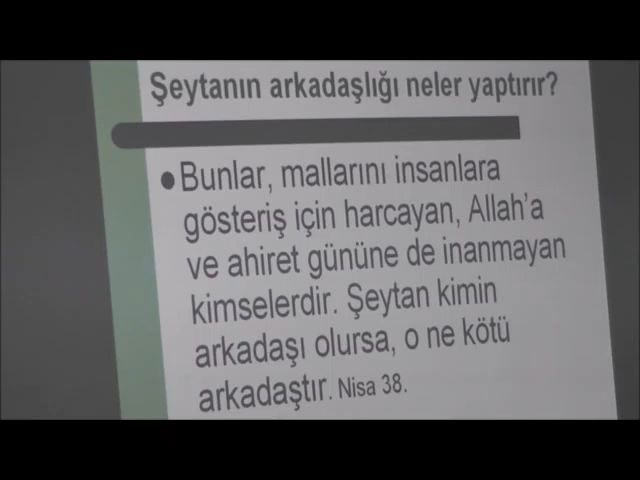 Şeytanın arkadaşlığı neler yaptırır?
●Bunlar, mallarını insanlara
gösteriş için harcayan, Allah'a
ve ahiret gününe de inanmayan
kimselerdir. Şeytan kimin
arkadaşı olursa, o ne kötü
arkadaştır. Nisa 38.